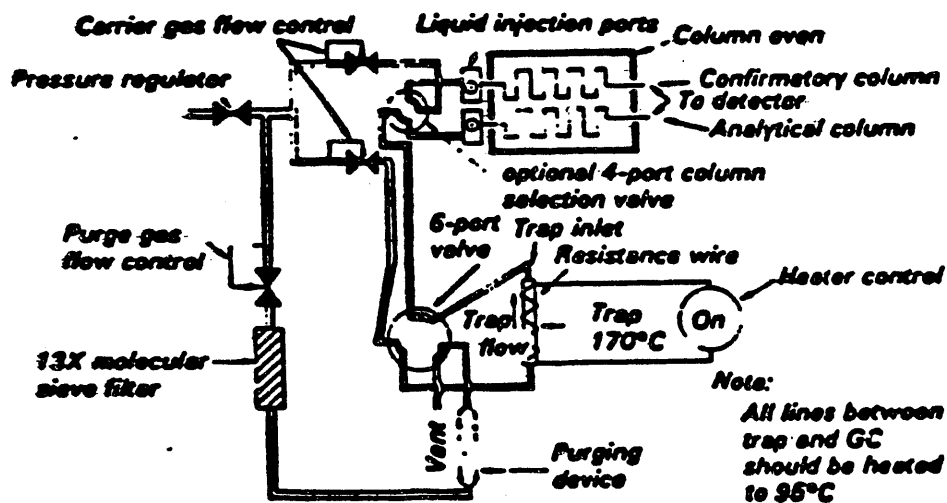 Carrier gas flow control
Liquid injection ports
Column oven
Pressure regulator
Confirmatory column
To detector
Analytical column
optional 4-port column
selection valve
6-port
valve
Trap inlet
Resistance wire
Purge gas
flow control
Heater control
Trap
flow
Trap
170°C
On
13X molecular
sieve filter
Note:
All lines between
trap and GC
should be heated
to 95°C
Vent
Purging
device